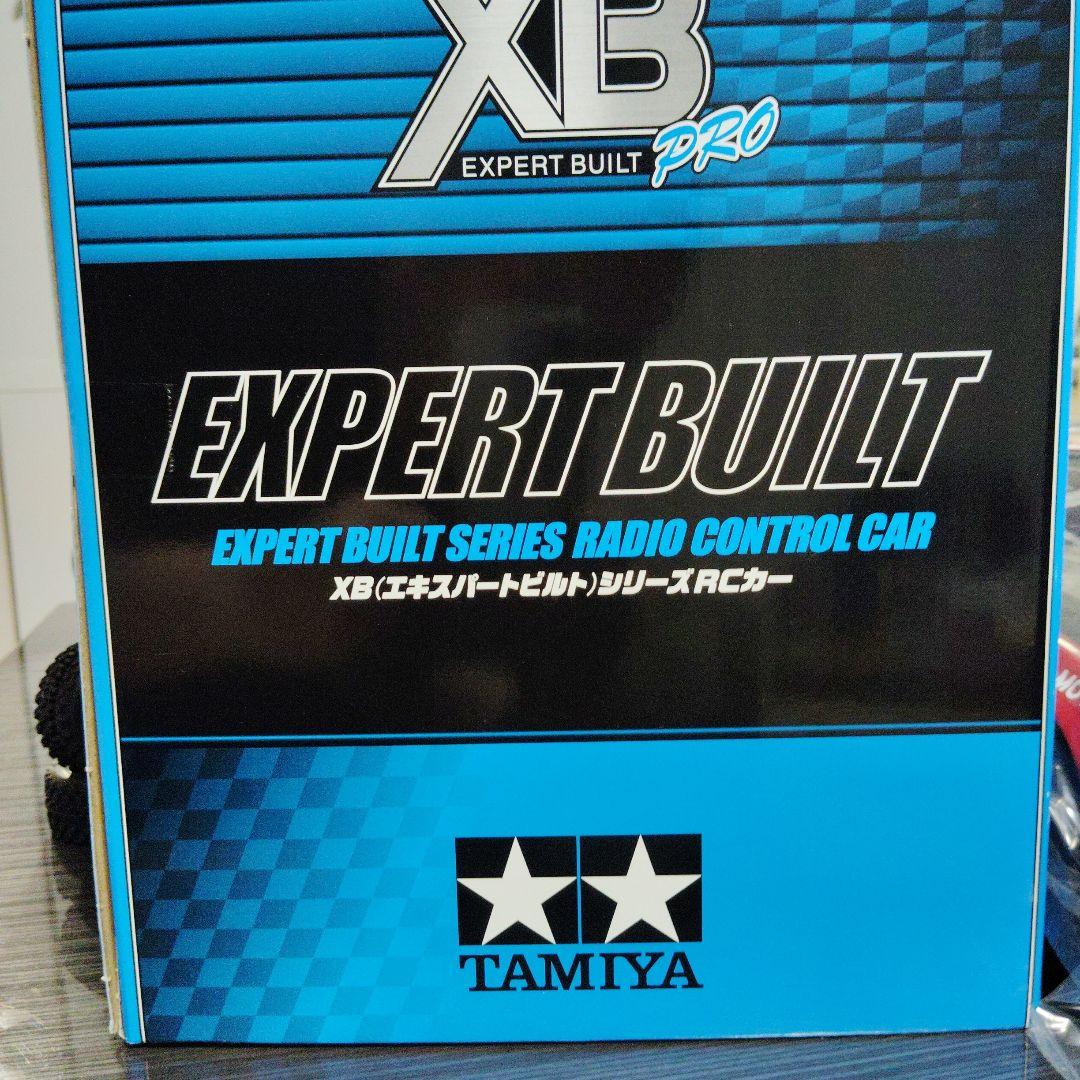 XB
EXPERT BUILT PRO
EXPERT BUILT
EXPERT BUILT SERIES RADIO CONTROL CAR
XB(エキスパートビルト)シリーズRCカー
TAMIYA